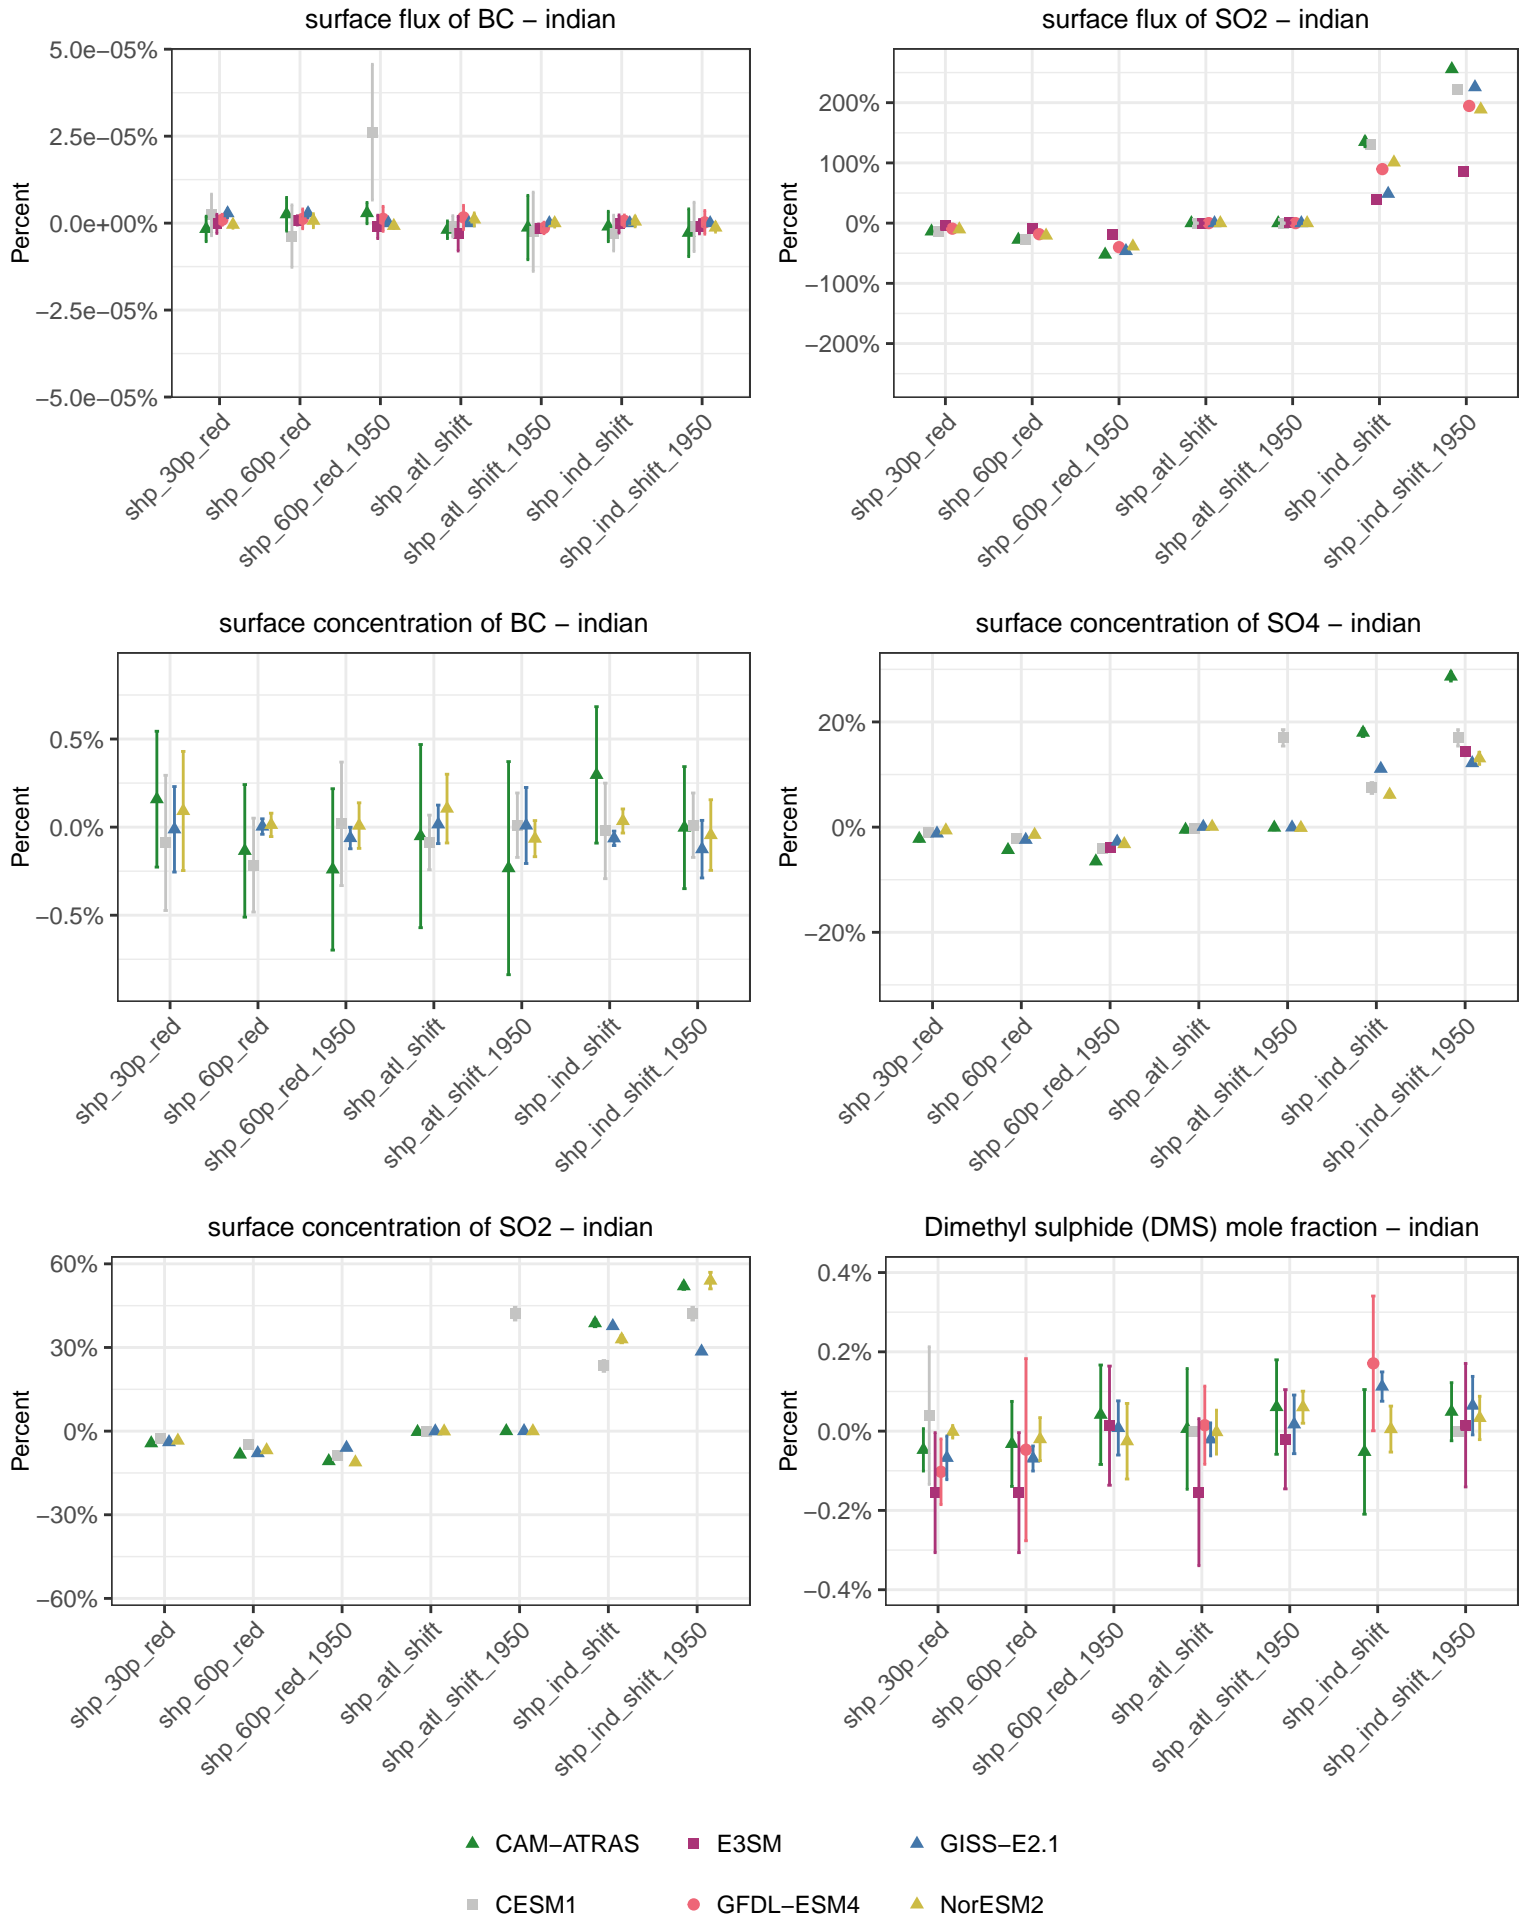 surface flux of BC − indian
Percent
5.0e−05%
2.5e−05%
0.0e+00%
−2.5e−05%
−5.0e−05%
shp_30p_red
shp_60p_red
shp_60p_red_1950
shp_atl_shift
shp_atl_shift_1950
shp_ind_shift
shp_ind_shift_1950
surface flux of SO2 − indian
Percent
200%
100%
0%
−100%
−200%
shp_30p_red
shp_60p_red
shp_60p_red_1950
shp_atl_shift
shp_atl_shift_1950
shp_ind_shift
shp_ind_shift_1950
surface concentration of BC − indian
Percent
0.5%
0.0%
−0.5%
shp_30p_red
shp_60p_red
shp_60p_red_1950
shp_atl_shift
shp_atl_shift_1950
shp_ind_shift
shp_ind_shift_1950
surface concentration of SO4 − indian
Percent
20%
0%
−20%
shp_30p_red
shp_60p_red
shp_60p_red_1950
shp_atl_shift
shp_atl_shift_1950
shp_ind_shift
shp_ind_shift_1950
surface concentration of SO2 − indian
Percent
60%
30%
0%
−30%
−60%
shp_30p_red
shp_60p_red
shp_60p_red_1950
shp_atl_shift
shp_atl_shift_1950
shp_ind_shift
shp_ind_shift_1950
Dimethyl sulphide (DMS) mole fraction − indian
Percent
0.4%
0.2%
0.0%
−0.2%
−0.4%
shp_30p_red
shp_60p_red
shp_60p_red_1950
shp_atl_shift
shp_atl_shift_1950
shp_ind_shift
shp_ind_shift_1950
CAM−ATRAS E3SM GISS−E2.1
CESM1 GFDL−ESM4 NorESM2